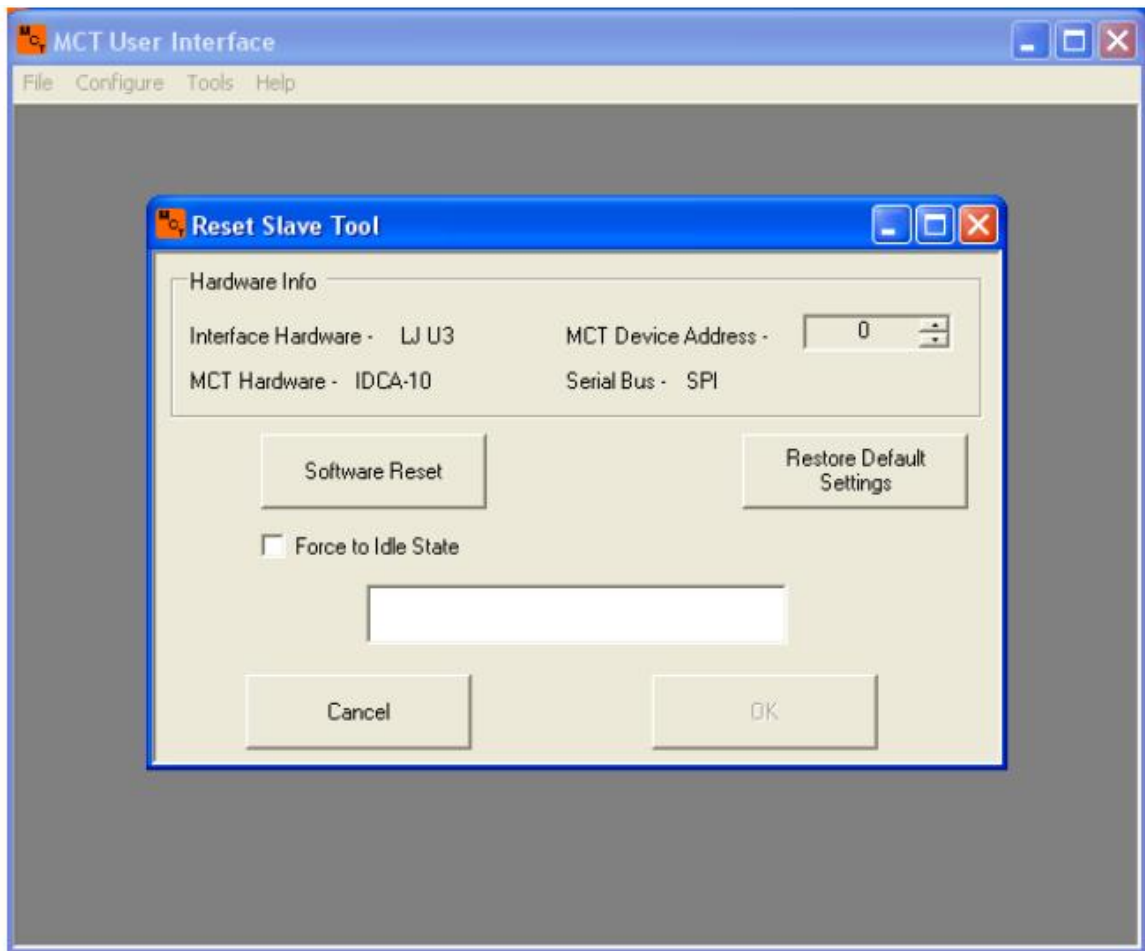 MCT MCT User Interface
File Configure Tools Help
MCT Reset Slave Tool
Hardware Info
Interface Hardware - LJ U3 MCT Device Address - 0
MCT Hardware - IDCA-10 Serial Bus - SPI
Software Reset
Restore Default
Settings
Force to Idle State
Cancel OK